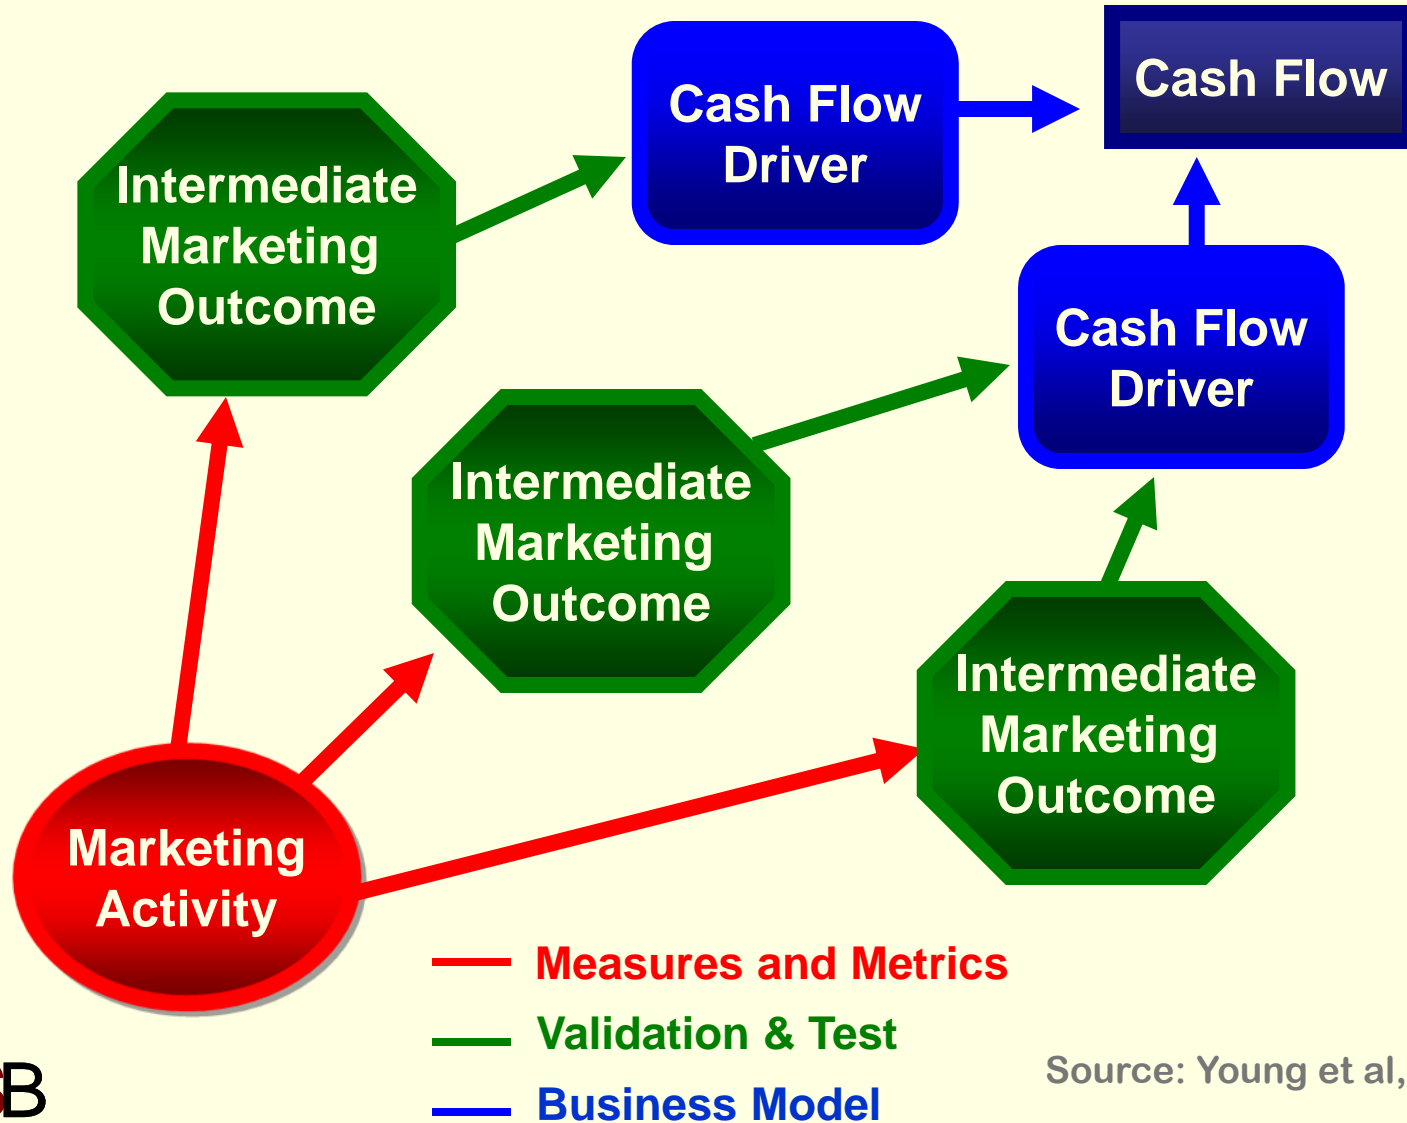 Cash Flow
Cash Flow
Driver
Intermediate
Marketing
Outcome
Cash Flow
Driver
Intermediate
Marketing
Outcome
Intermediate
Marketing
Outcome
Marketing
Activity
Measures and Metrics
Validation & Test
Business Model
Source: Young et al,
B